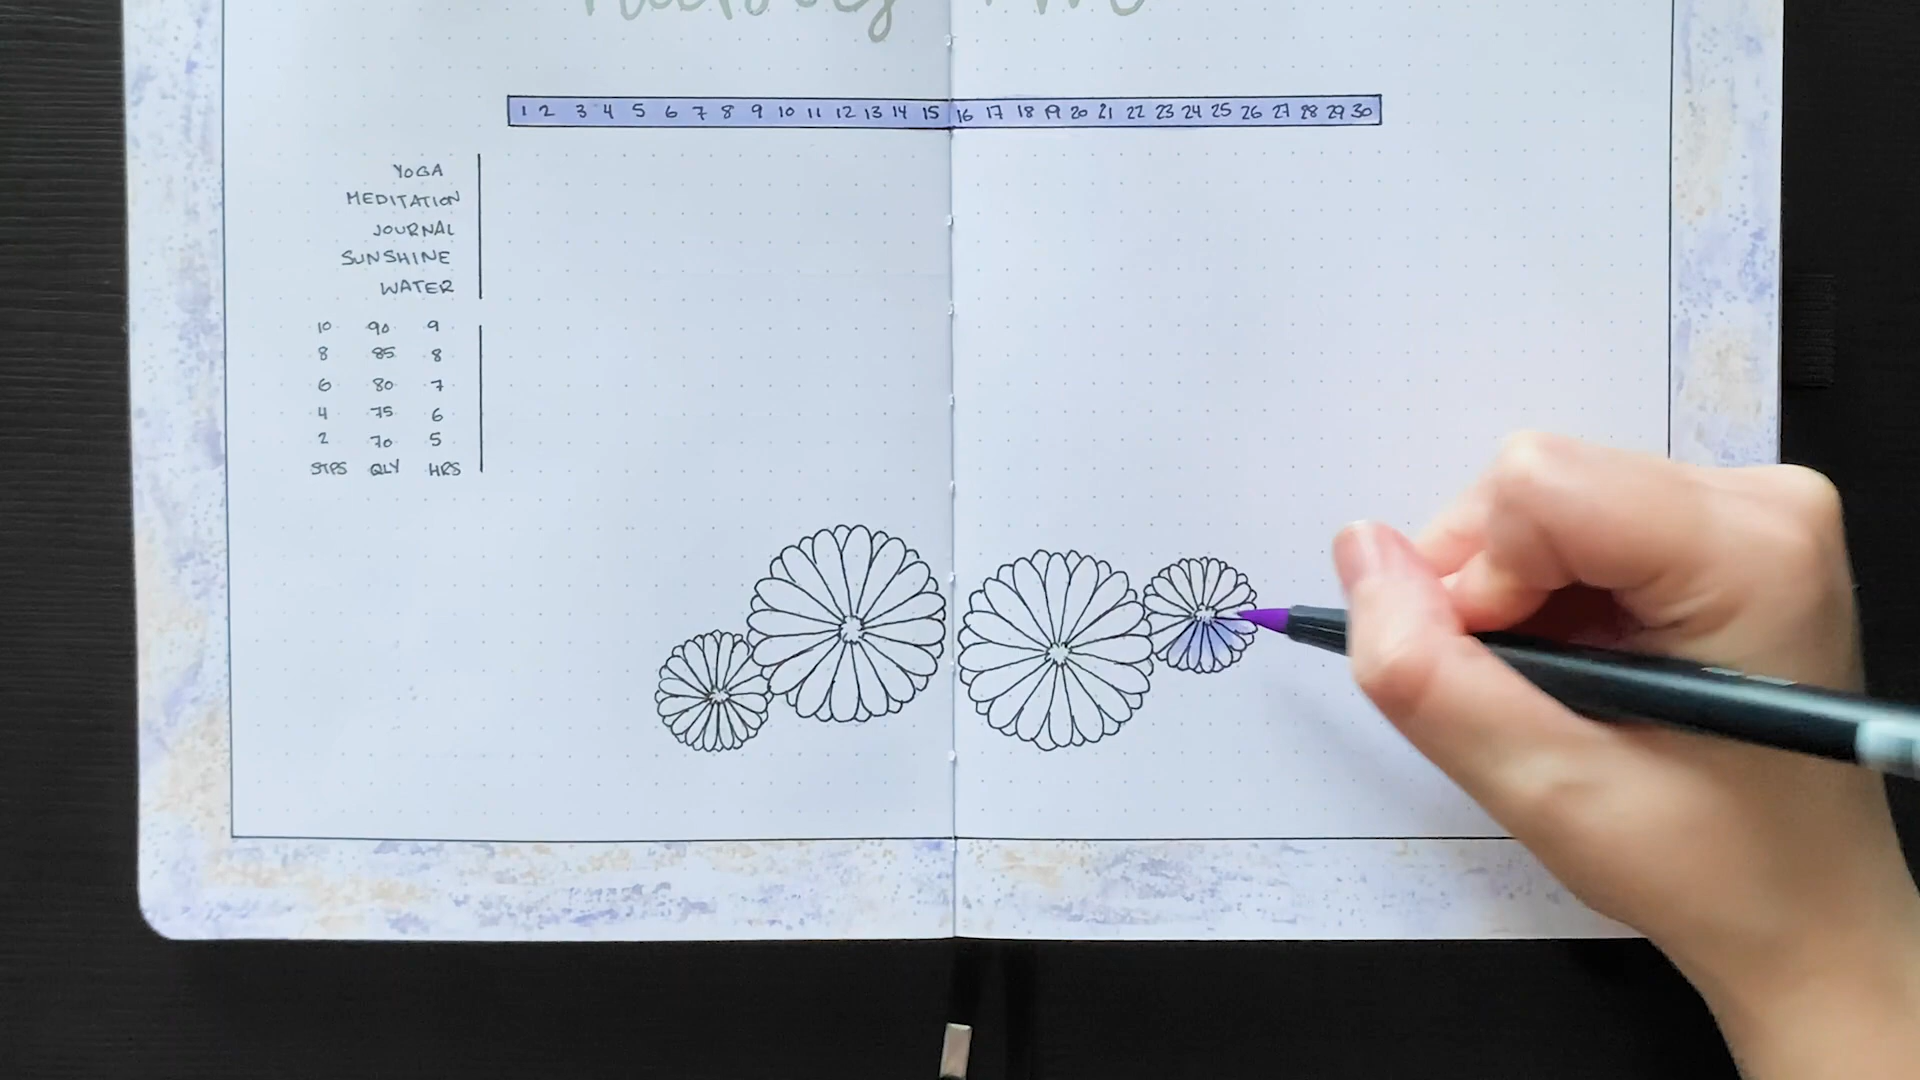 1 2 3 4 5 6 7 8 9 10 11 12 13 14 15 16 17 18 19 20 21 22 23 24 25 26 27 28 29 30
YOGA
MEDITATION
JOURNAL
SUNSHINE
WATER
10 90 9
8 85 8
6 80 7
4 75 6
2 70 5
STPS QLY HRS